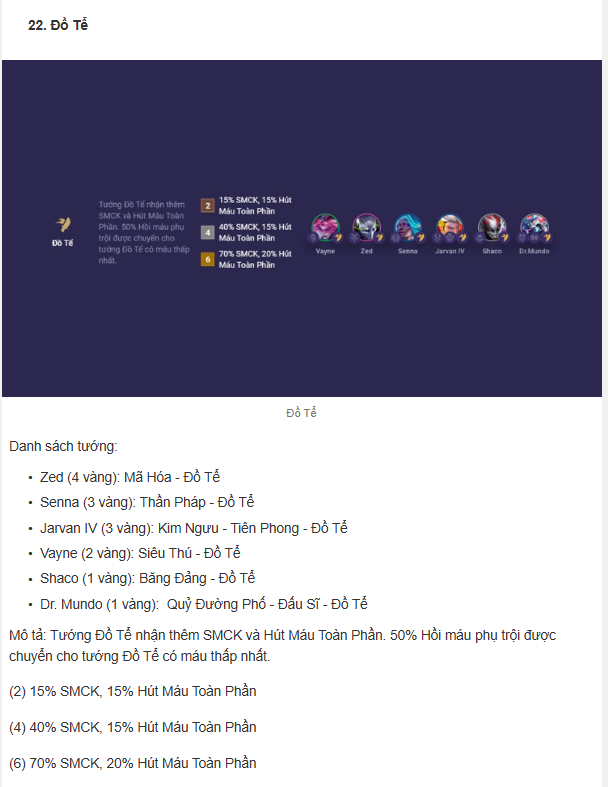 22. Đồ Tể
Đồ Tể
Tướng Đồ Tể nhận thêm
SMCK và Hút Máu Toàn
Phần. 50% Hồi máu phụ
trội được chuyển cho
tướng Đồ Tể có máu thấp
nhất.
2 15% SMCK, 15% Hút
Máu Toàn Phần
4 40% SMCK, 15% Hút
Máu Toàn Phần
6 70% SMCK, 20% Hút
Máu Toàn Phần
Vayne Zed Senna Jarvan IV Shaco Dr.Mundo
Đồ Tể
Danh sách tướng:
• Zed (4 vàng): Mã Hóa - Đồ Tể
• Senna (3 vàng): Thần Pháp - Đồ Tể
• Jarvan IV (3 vàng): Kim Ngưu - Tiên Phong - Đồ Tể
• Vayne (2 vàng): Siêu Thú - Đồ Tể
• Shaco (1 vàng): Băng Đảng - Đồ Tể
• Dr. Mundo (1 vàng): Quỷ Đường Phố - Đấu Sĩ - Đồ Tể
Mô tả: Tướng Đồ Tể nhận thêm SMCK và Hút Máu Toàn Phần. 50% Hồi máu phụ trội được
chuyển cho tướng Đồ Tể có máu thấp nhất.
(2) 15% SMCK, 15% Hút Máu Toàn Phần
(4) 40% SMCK, 15% Hút Máu Toàn Phần
(6) 70% SMCK, 20% Hút Máu Toàn Phần